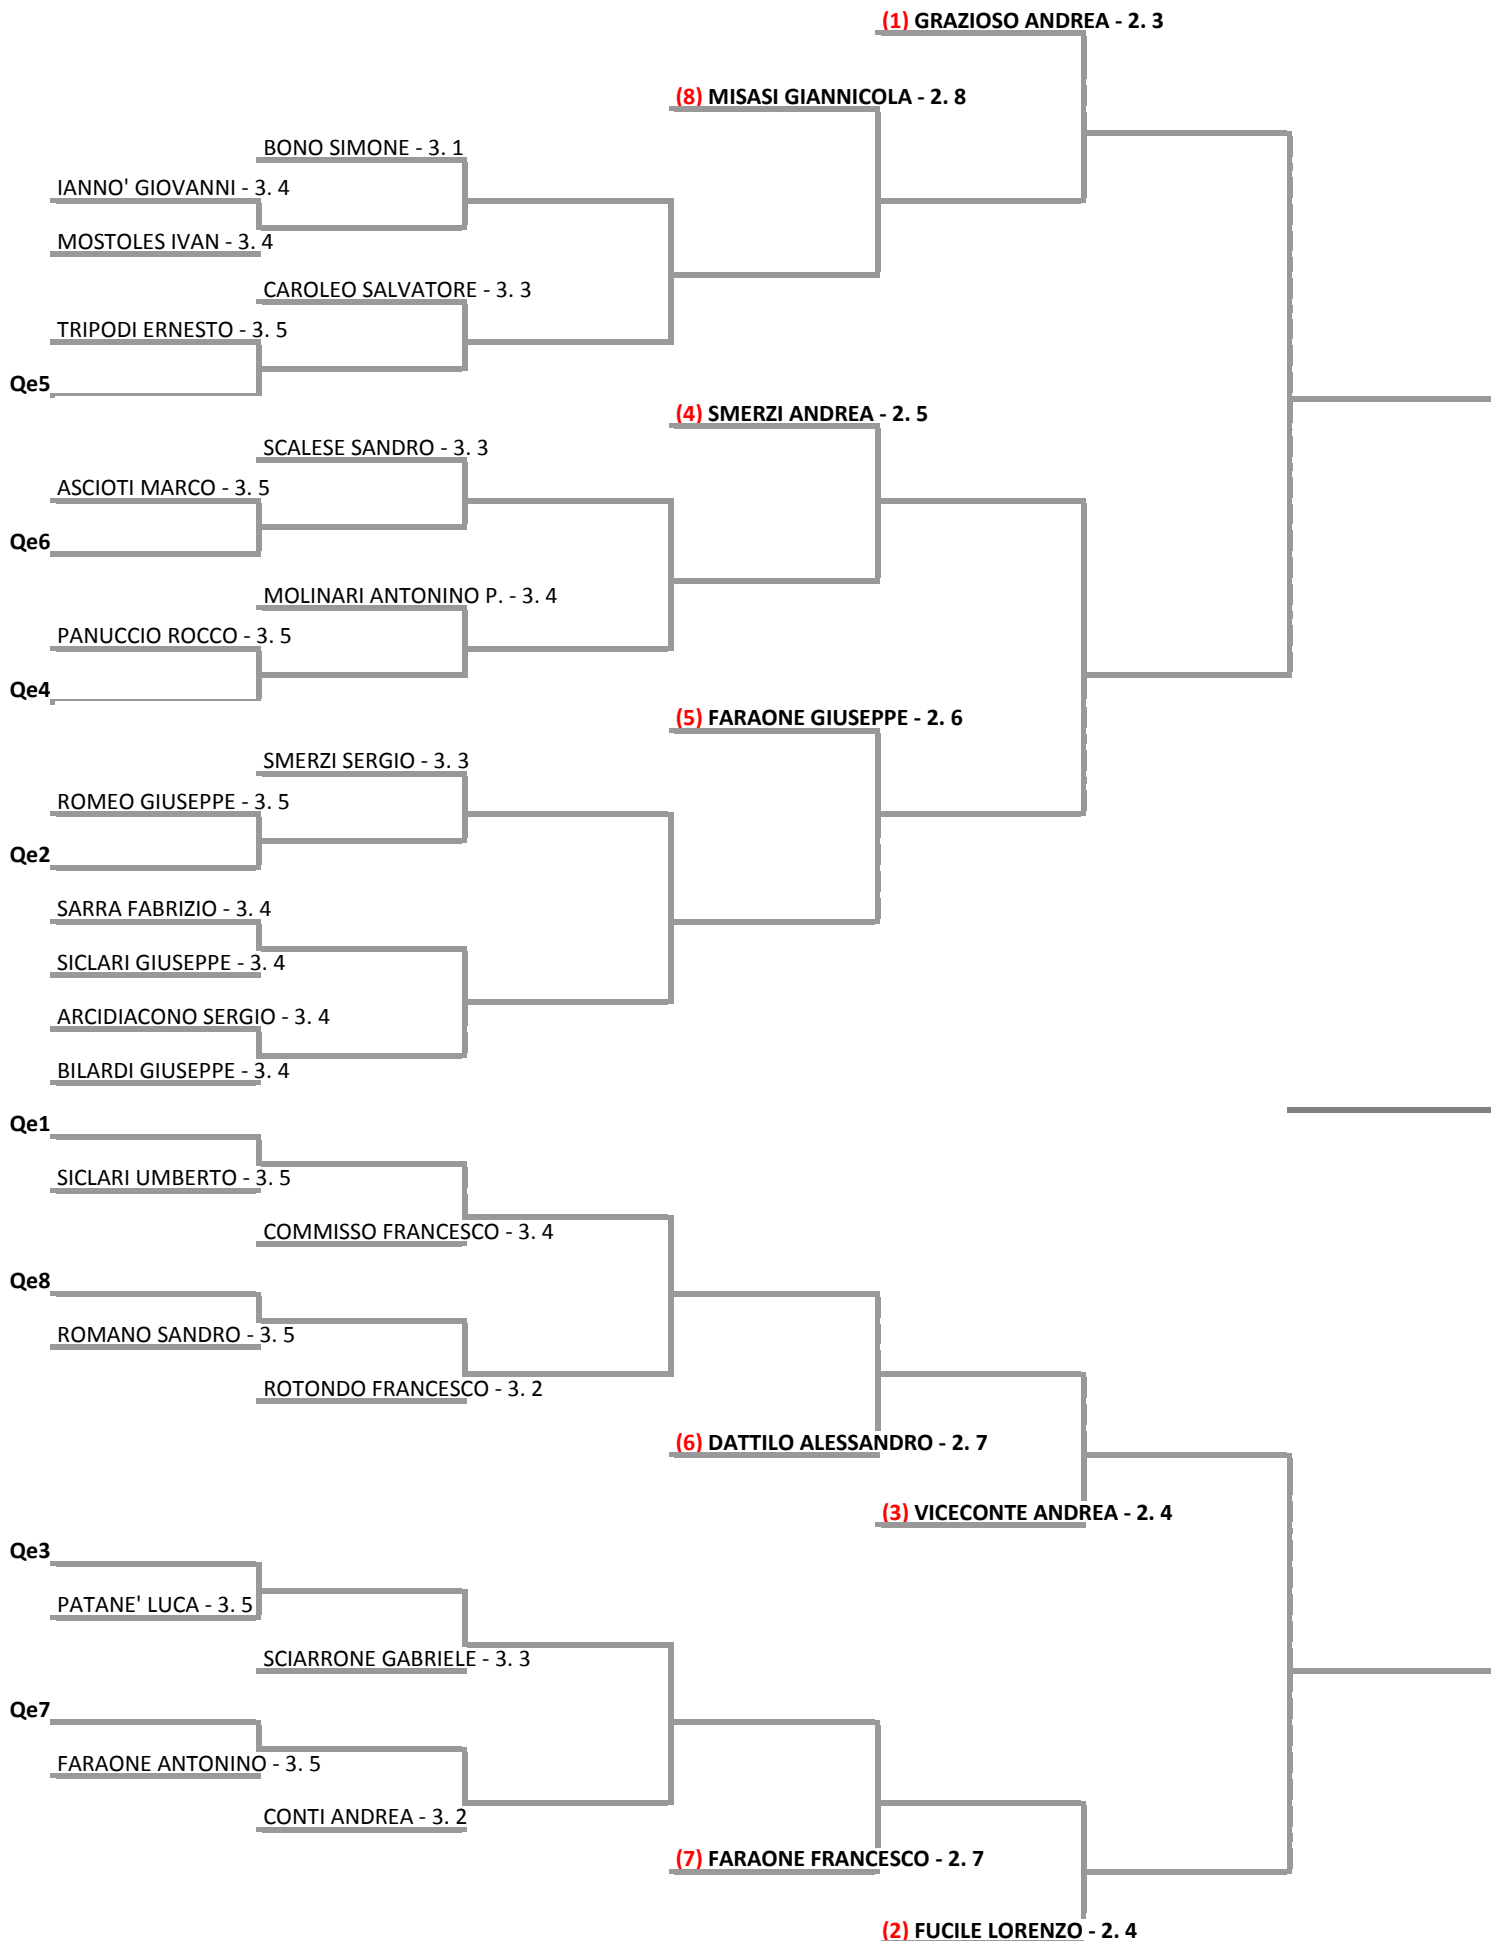 (1) GRAZIOSO ANDREA - 2. 3
(8) MISASI GIANNICOLA - 2. 8
BONO SIMONE - 3. 1
IANNO' GIOVANNI - 3. 4
MOSTOLES IVAN - 3. 4
CAROLEO SALVATORE - 3. 3
TRIPODI ERNESTO - 3. 5
Qe5
(4) SMERZI ANDREA - 2. 5
SCALESE SANDRO - 3. 3
ASCIOTI MARCO - 3. 5
Qe6
MOLINARI ANTONINO P. - 3. 4
PANUCCIO ROCCO - 3. 5
Qe4
(5) FARAONE GIUSEPPE - 2. 6
SMERZI SERGIO - 3. 3
ROMEO GIUSEPPE - 3. 5
Qe2
SARRA FABRIZIO - 3. 4
SICLARI GIUSEPPE - 3. 4
ARCIDIACONO SERGIO - 3. 4
BILARDI GIUSEPPE - 3. 4
Qe1
SICLARI UMBERTO - 3. 5
COMMISSO FRANCESCO - 3. 4
Qe8
ROMANO SANDRO - 3. 5
ROTONDO FRANCESCO - 3. 2
(6) DATTILO ALESSANDRO - 2. 7
(3) VICECONTE ANDREA - 2. 4
Qe3
PATANE' LUCA - 3. 5
SCIARRONE GABRIELE - 3. 3
Qe7
FARAONE ANTONINO - 3. 5
CONTI ANDREA - 3. 2
(7) FARAONE FRANCESCO - 2. 7
(2) FUCILE LORENZO - 2. 4